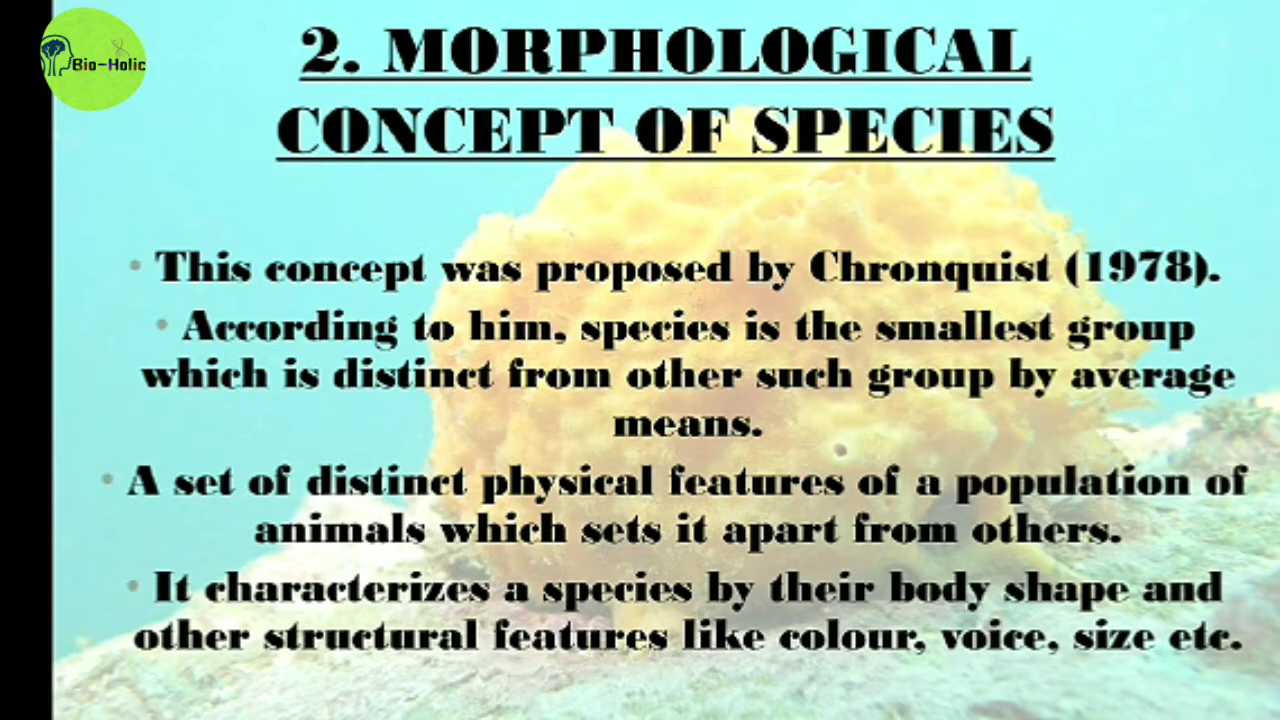 Bio-Holic
2. MORPHOLOGICAL
CONCEPT OF SPECIES
• This concept was proposed by Chronquist (1978).
• According to him, species is the smallest group
which is distinct from other such group by average
means.
• A set of distinct physical features of a population of
animals which sets it apart from others.
• It characterizes a species by their body shape and
other structural features like colour, voice, size etc.